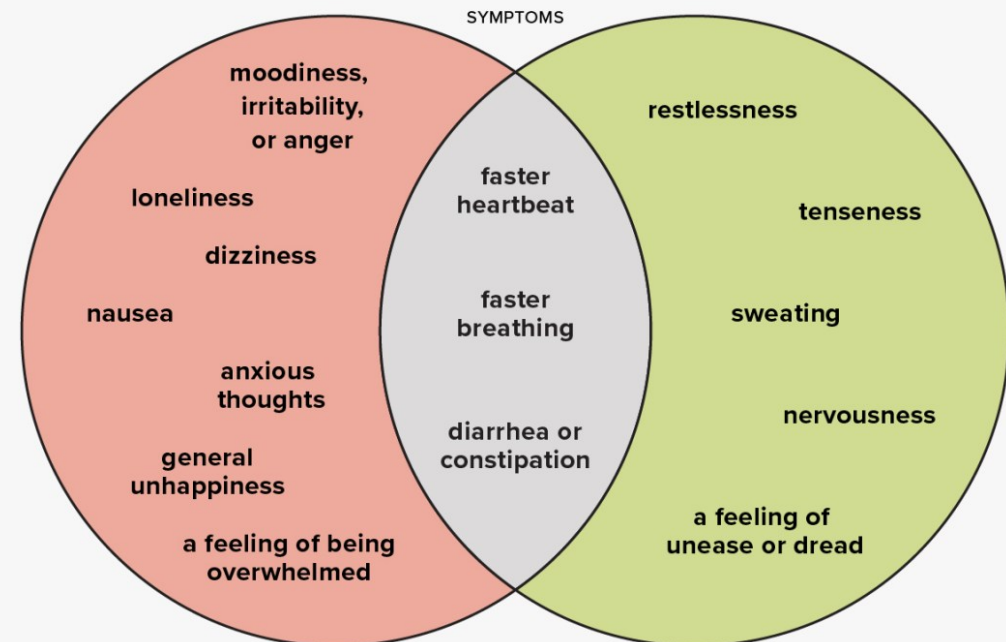 SYMPTOMS
moodiness,
irritability,
or anger
loneliness
dizziness
nausea
anxious
thoughts
general
unhappiness
a feeling of being
overwhelmed
faster
heartbeat
faster
breathing
diarrhea or
constipation
restlessness
tenseness
sweating
nervousness
a feeling of
unease or dread